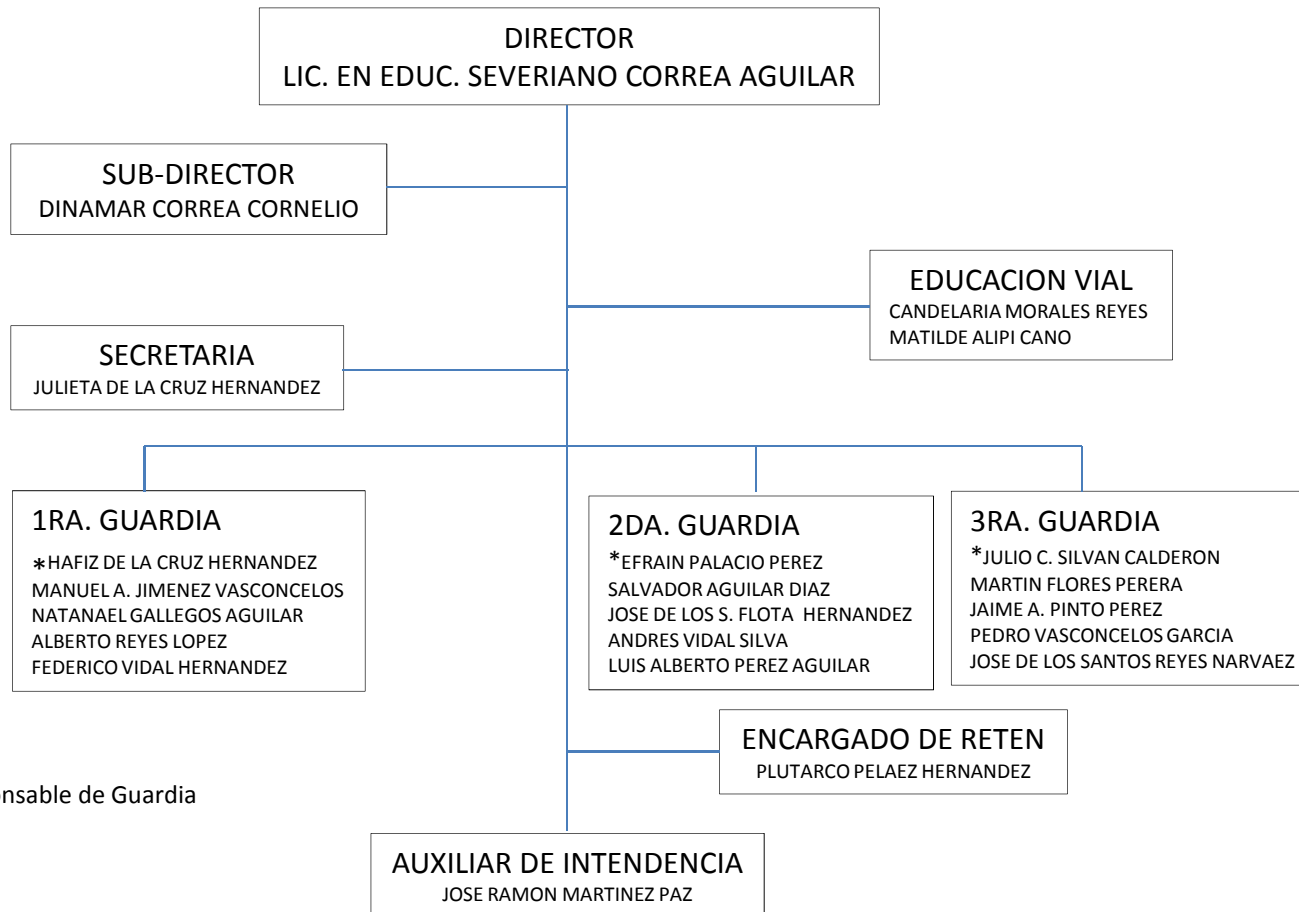 DIRECTOR
LIC. EN EDUC. SEVERIANO CORREA AGUILAR
SUB-DIRECTOR
DINAMAR CORREA CORNELIO
EDUCACION VIAL
CANDELARIA MORALES REYES
MATILDE ALIPI CANO
SECRETARIA
JULIETA DE LA CRUZ HERNANDEZ
1RA. GUARDIA
*HAFIZ DE LA CRUZ HERNANDEZ
MANUEL A. JIMENEZ VASCONCELOS
NATANAEL GALLEGOS AGUILAR
ALBERTO REYES LOPEZ
FEDERICO VIDAL HERNANDEZ
2DA. GUARDIA
*EFRAIN PALACIO PEREZ
SALVADOR AGUILAR DIAZ
JOSE DE LOS S. FLOTA HERNANDEZ
ANDRES VIDAL SILVA
LUIS ALBERTO PEREZ AGUILAR
3RA. GUARDIA
*JULIO C. SILVAN CALDERON
MARTIN FLORES PERERA
JAIME A. PINTO PEREZ
PEDRO VASCONCELOS GARCIA
JOSE DE LOS SANTOS REYES NARVAEZ
ENCARGADO DE RETEN
PLUTARCO PELAEZ HERNANDEZ
onsable de Guardia
AUXILIAR DE INTENDENCIA
JOSE RAMON MARTINEZ PAZ